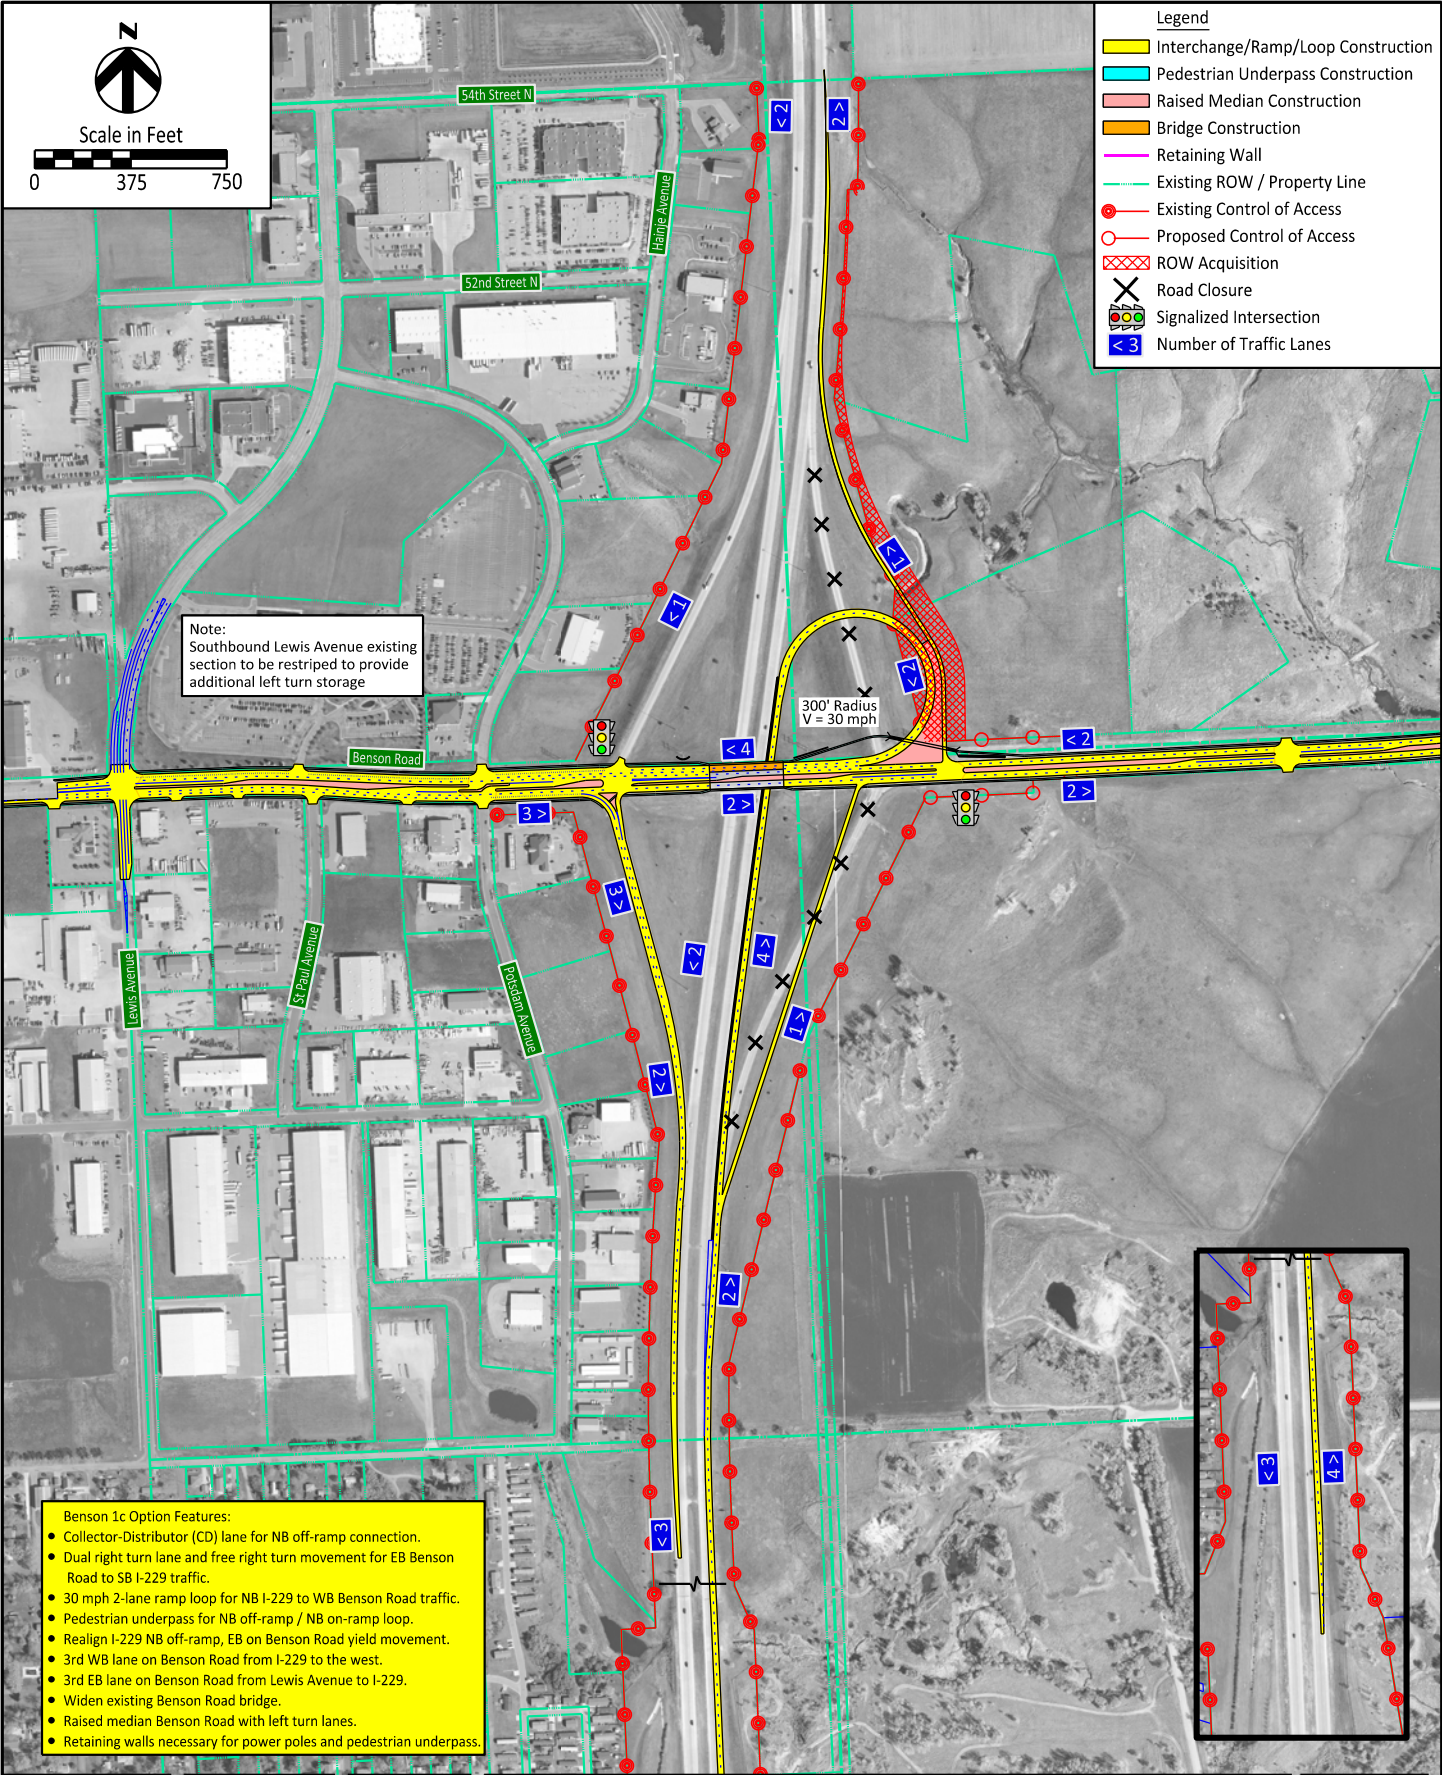 N
Scale in Feet
0 375 750
Legend
Interchange/Ramp/Loop Construction
Pedestrian Underpass Construction
Raised Median Construction
Bridge Construction
Retaining Wall
Existing ROW / Property Line
Existing Control of Access
Proposed Control of Access
ROW Acquisition
Road Closure
Signalized Intersection
< 3 Number of Traffic Lanes
54th Street N
< 2
2 >
Hainje Avenue
52nd Street N
< 1
< 1
Note:
Southbound Lewis Avenue existing
section to be restriped to provide
additional left turn storage
< 2
300' Radius
V = 30 mph
Benson Road
< 4
< 2
3 >
2 >
2 >
3 >
< 2
4 >
Lewis Avenue
St Paul Avenue
Potsdam Avenue
1 >
< 2
2 >
< 3
< 3
4 >
Benson 1c Option Features:
• Collector-Distributor (CD) lane for NB off-ramp connection.
• Dual right turn lane and free right turn movement for EB Benson
Road to SB I-229 traffic.
• 30 mph 2-lane ramp loop for NB I-229 to WB Benson Road traffic.
• Pedestrian underpass for NB off-ramp / NB on-ramp loop.
• Realign I-229 NB off-ramp, EB on Benson Road yield movement.
• 3rd WB lane on Benson Road from I-229 to the west.
• 3rd EB lane on Benson Road from Lewis Avenue to I-229.
• Widen existing Benson Road bridge.
• Raised median Benson Road with left turn lanes.
• Retaining walls necessary for power poles and pedestrian underpass.